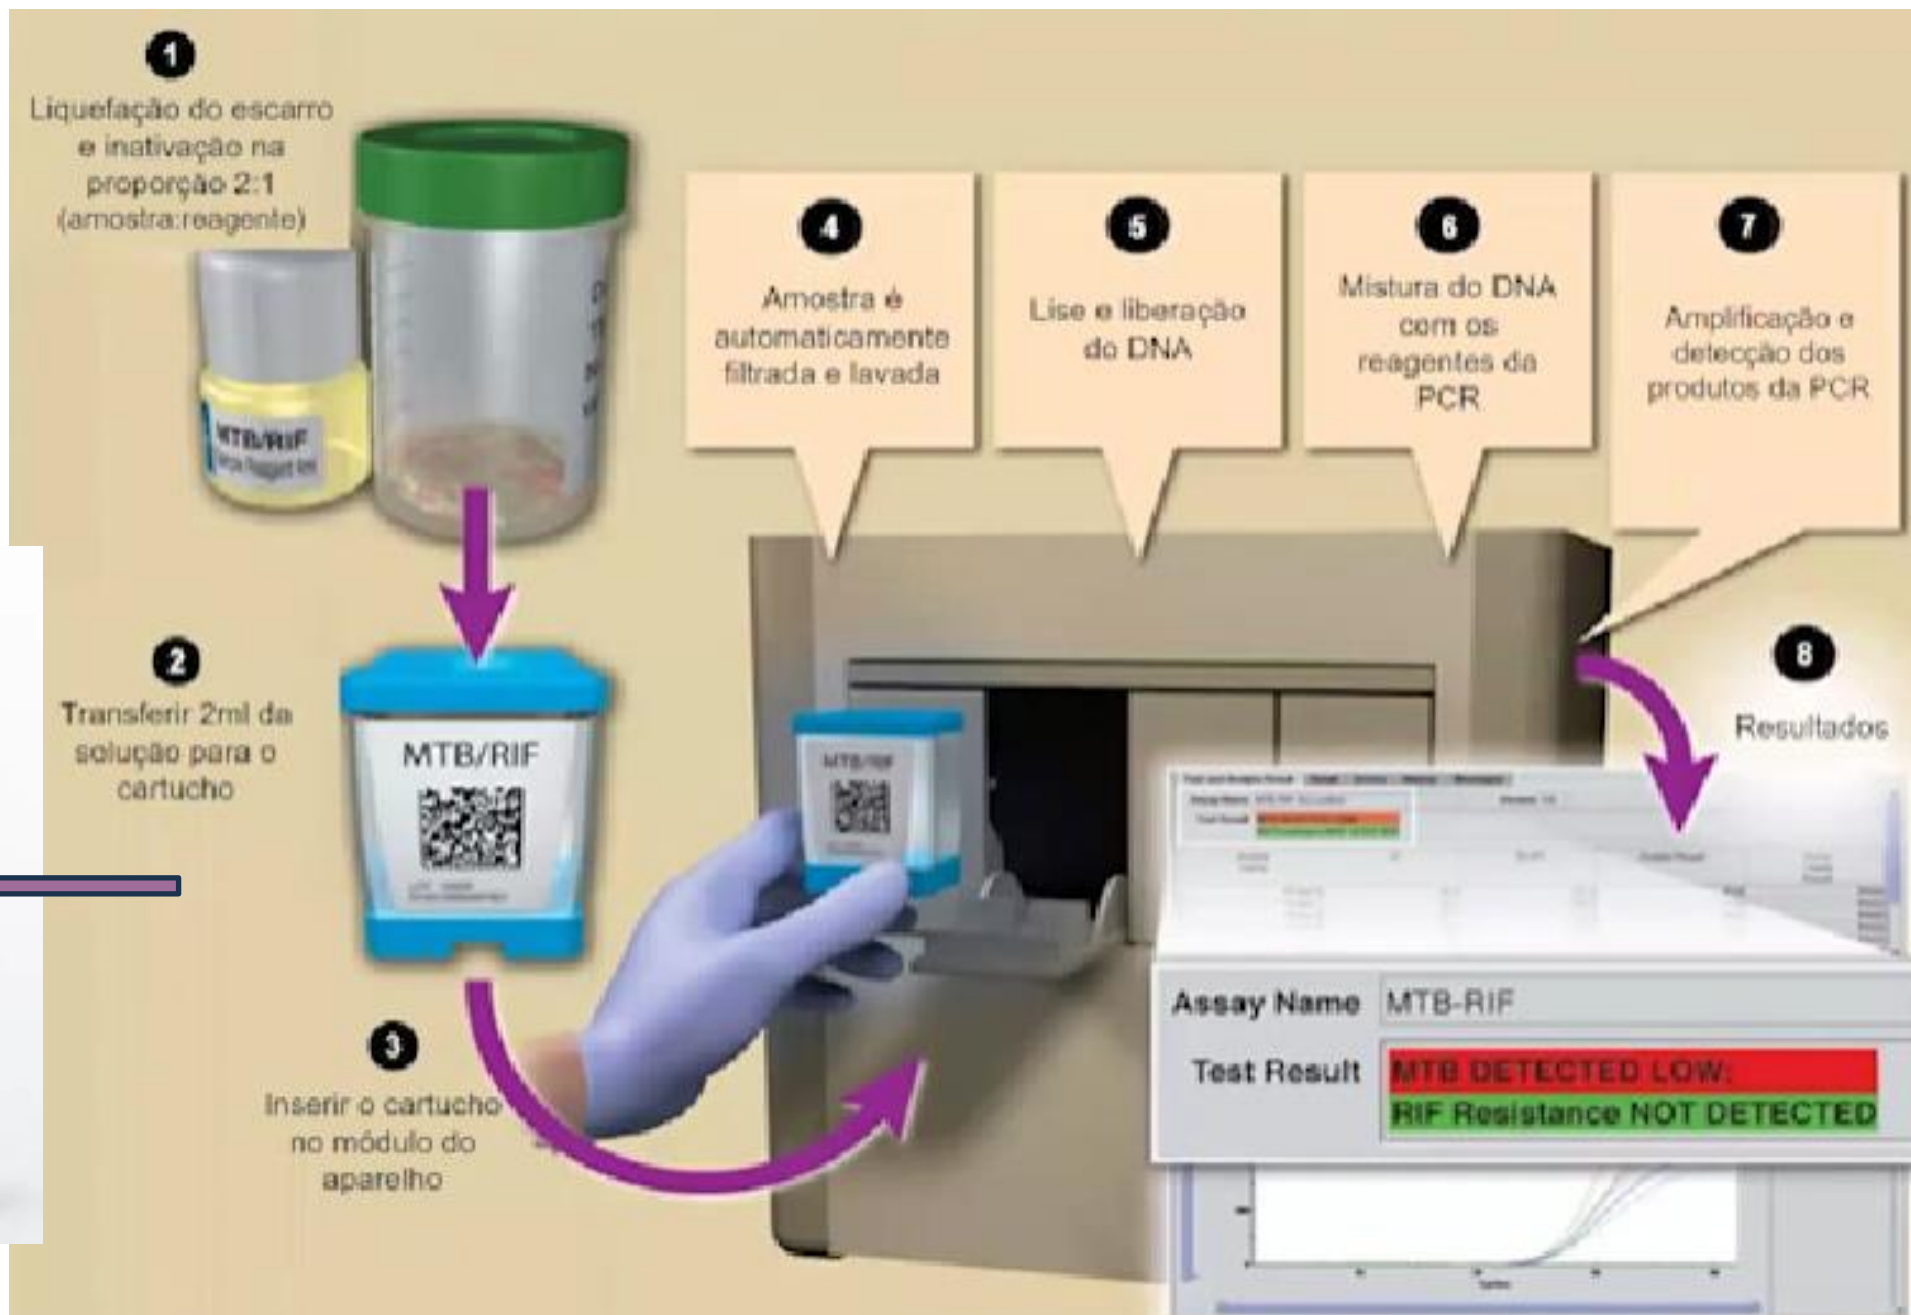 1
Liquefação do escarro
e inativação na
proporção 2:1
(amostra:reagente)
MTB/RIF
2
Transferir 2ml da
solução para o
cartucho
MTB/RIF
3
Inserir o cartucho
no módulo do
aparelho
4
Amostra é
automaticamente
filtrada e lavada
5
Lise e liberação
do DNA
6
Mistura do DNA
com os
reagentes da
PCR
7
Amplificação e
detecção dos
produtos da PCR
MTB/RIF
8
Resultados
Test Result
Assay Name MTB-RIF
Test Result MTB DETECTED LOW;
RIF Resistance NOT DETECTED